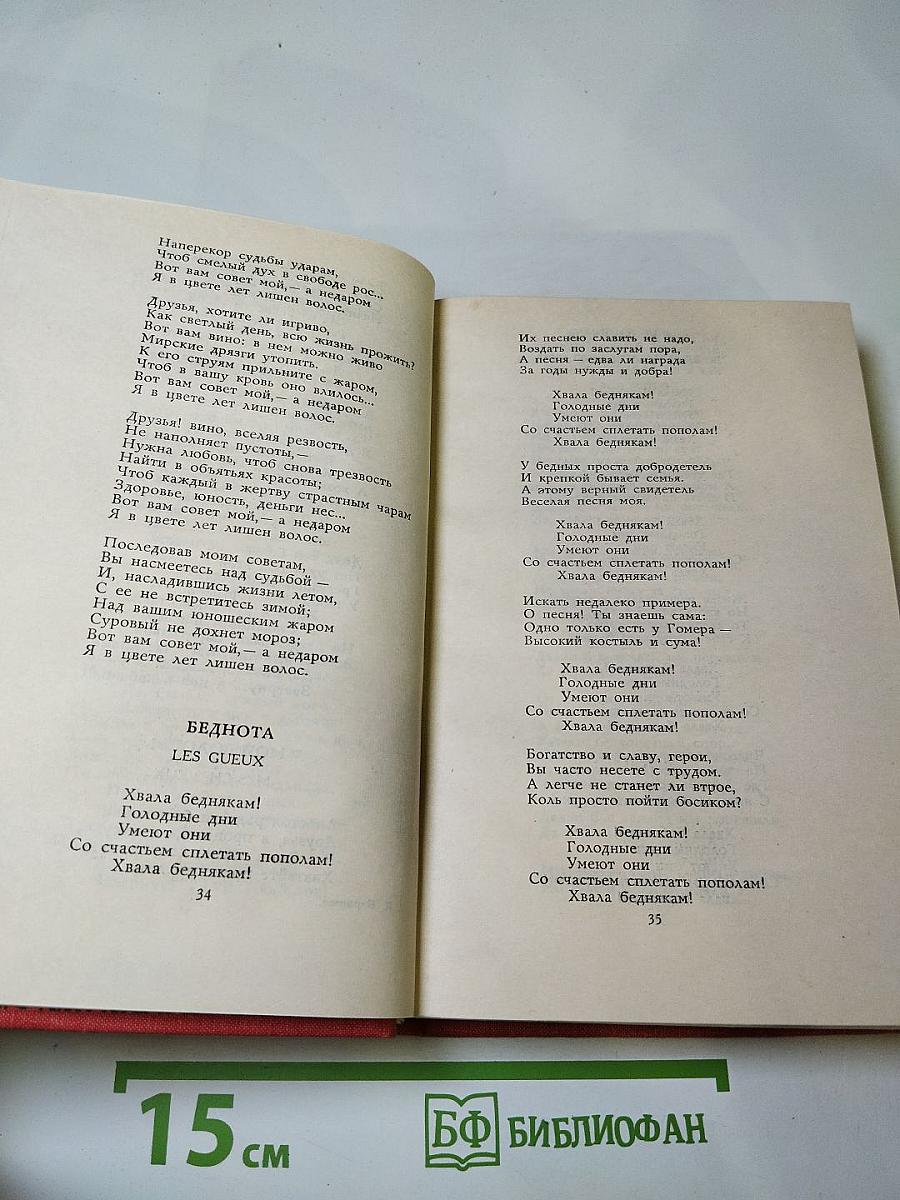 Наперекор судьбы ударам,
Чтоб смелый дух в свободе рос...
Вот вам совет мой,— а недаром
Я в цвете лет лишен волос.
Друзья, хотите ли игриво,
Как светлый день, всю жизнь прожить?
Вот вам вино: в нем можно живо
Мирские дрязги утопить.
К его струям прильните с жаром,
Чтоб в вашу кровь оно влилось...
Вот вам совет мой,— а недаром
Я в цвете лет лишен волос.
Друзья! вино, вселяя резвость,
Не наполняет пустоты,—
Нужна любовь, чтоб снова трезвость
Найти в объятьях красоты;
Чтоб каждый в жертву страстным чарам
Здоровье, юность, деньги нес...
Вот вам совет мой,— а недаром
Я в цвете лет лишен волос.
Последовав моим советам,
Вы насмеетесь над судьбой —
И, насладившись жизни летом,
С ее не встретитесь зимой;
Над вашим юношеским жаром
Суровый не дохнет мороз;
Вот вам совет мой,— а недаром
Я в цвете лет лишен волос.
БЕДНОТА
LES GUEUX
Хвала беднякам!
Голодные дни
Умеют они
Со счастьем сплетать пополам!
Хвала беднякам!
34
Их песнею славить не надо,
Воздать по заслугам пора,
А песня — едва ли награда
За годы нужды и добра!
Хвала беднякам!
Голодные дни
Умеют они
Со счастьем сплетать пополам!
Хвала беднякам!
У бедных проста добродетель
И крепкой бывает семья.
А этому верный свидетель
Веселая песня моя.
Хвала беднякам!
Голодные дни
Умеют они
Со счастьем сплетать пополам!
Хвала беднякам!
Искать недалеко примера.
О песня! Ты знаешь сама:
Одно только есть у Гомера —
Высокий костыль и сума!
Хвала беднякам!
Голодные дни
Умеют они
Со счастьем сплетать пополам!
Хвала беднякам!
Богатство и славу, герои,
Вы часто несете с трудом.
А легче не станет ли втрое,
Коль просто пойти босиком?
Хвала беднякам!
Голодные дни
Умеют они
Со счастьем сплетать пополам!
Хвала беднякам!
35
15 см
БФ БИБЛИОФАН